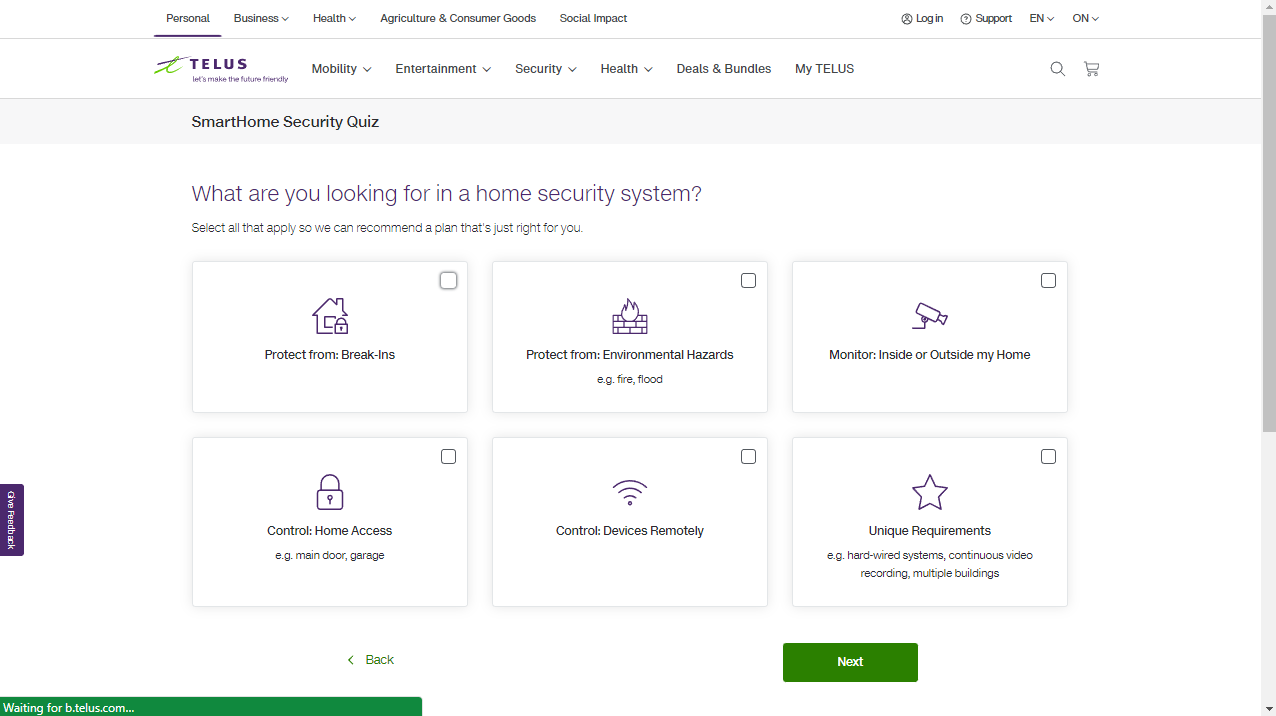 Personal Business Health Agriculture & Consumer Goods Social Impact Log in Support EN ON
TELUS
let's make the future friendly
Mobility Entertainment Security Health Deals & Bundles My TELUS
SmartHome Security Quiz
What are you looking for in a home security system?
Select all that apply so we can recommend a plan that's just right for you.
Protect from: Break-Ins
Protect from: Environmental Hazards
e.g. fire, flood
Monitor: Inside or Outside my Home
Control: Home Access
e.g. main door, garage
Control: Devices Remotely
Unique Requirements
e.g. hard-wired systems, continuous video
recording, multiple buildings
Give Feedback
Back
Next
Waiting for b.telus.com...